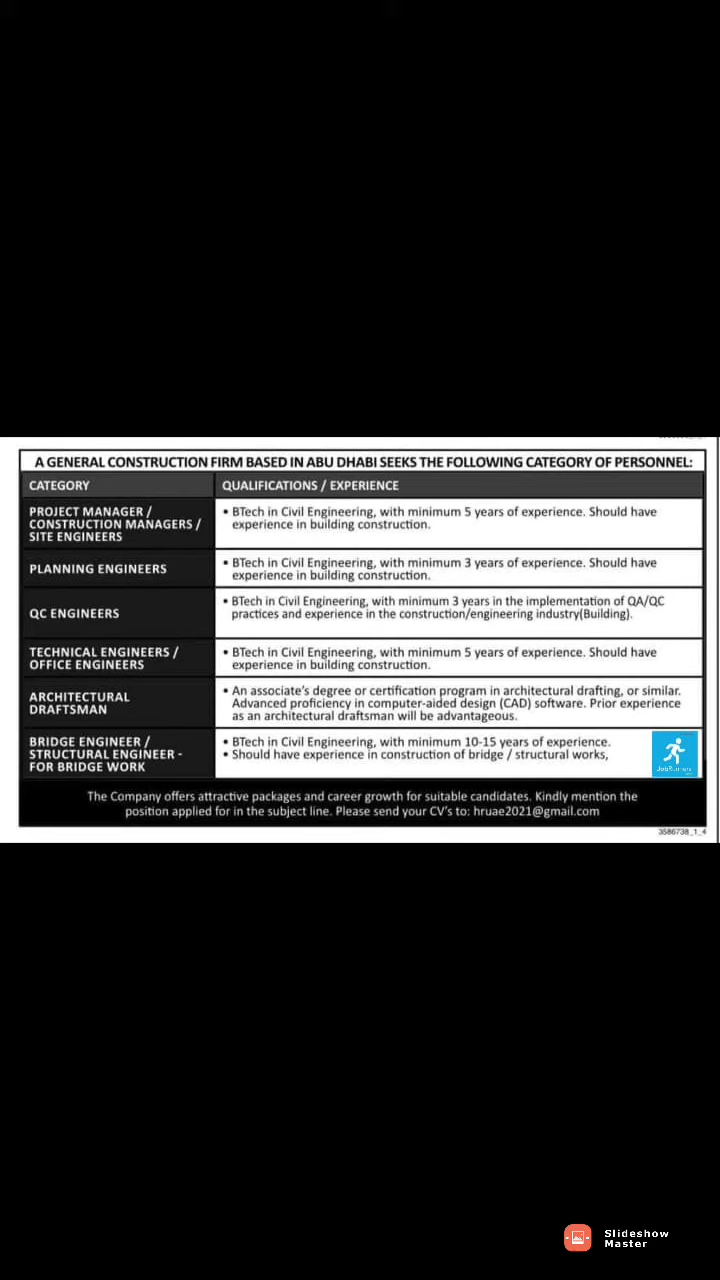 A GENERAL CONSTRUCTION FIRM BASED IN ABU DHABI SEEKS THE FOLLOWING CATEGORY OF PERSONNEL:
CATEGORY
QUALIFICATIONS / EXPERIENCE
PROJECT MANAGER /
CONSTRUCTION MANAGERS /
SITE ENGINEERS
• BTech in Civil Engineering, with minimum 5 years of experience. Should have
experience in building construction.
PLANNING ENGINEERS
• BTech in Civil Engineering, with minimum 3 years of experience. Should have
experience in building construction.
QC ENGINEERS
• BTech in Civil Engineering, with minimum 3 years in the implementation of QA/QC
practices and experience in the construction/engineering industry(Building).
TECHNICAL ENGINEERS /
OFFICE ENGINEERS
• BTech in Civil Engineering, with minimum 5 years of experience. Should have
experience in building construction.
ARCHITECTURAL
DRAFTSMAN
• An associate's degree or certification program in architectural drafting, or similar.
Advanced proficiency in computer-aided design (CAD) software. Prior experience
as an architectural draftsman will be advantageous.
BRIDGE ENGINEER /
STRUCTURAL ENGINEER -
FOR BRIDGE WORK
• BTech in Civil Engineering, with minimum 10-15 years of experience.
• Should have experience in construction of bridge / structural works,
JobRunners
The Company offers attractive packages and career growth for suitable candidates. Kindly mention the
position applied for in the subject line. Please send your CV's to: hruae2021@gmail.com
3586738_1_4
Slideshow
Master